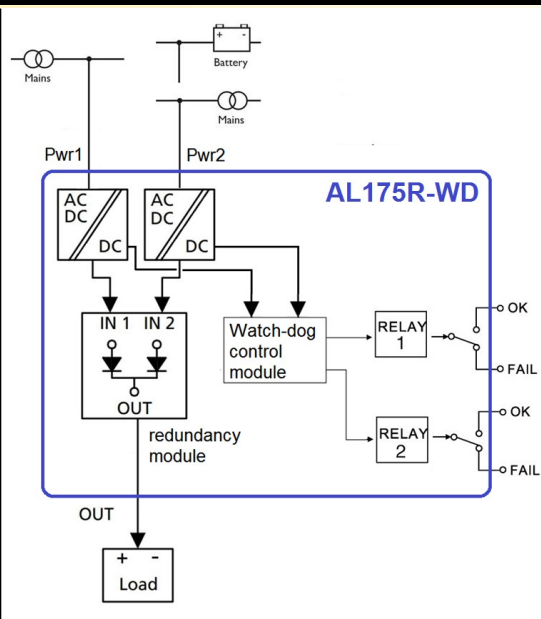 + -
Battery
Mains
Mains
Pwr1
Pwr2
AL175R-WD
AC
DC
DC
AC
DC
DC
IN 1 IN 2
OUT
redundancy
module
Watch-dog
control
module
RELAY
1
OK
FAIL
RELAY
2
OK
FAIL
OUT
+ -
Load